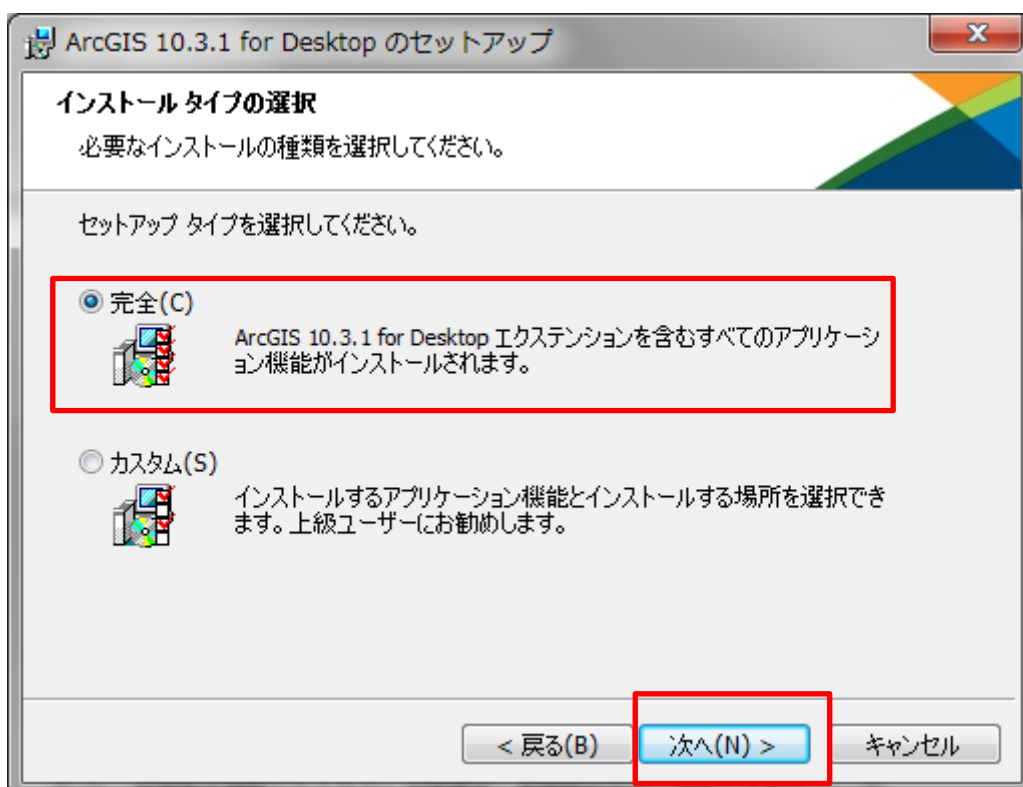 ArcGIS 10.3.1 for Desktop のセットアップ
インストール タイプの選択
必要なインストールの種類を選択してください。
セットアップ タイプを選択してください。
完全(C)
ArcGIS 10.3.1 for Desktop エクステンションを含むすべてのアプリケーシ
ョン機能がインストールされます。
カスタム(S)
インストールするアプリケーション機能とインストールする場所を選択でき
ます。上級ユーザーにお勧めします。
< 戻る(B) 次へ(N) > キャンセル